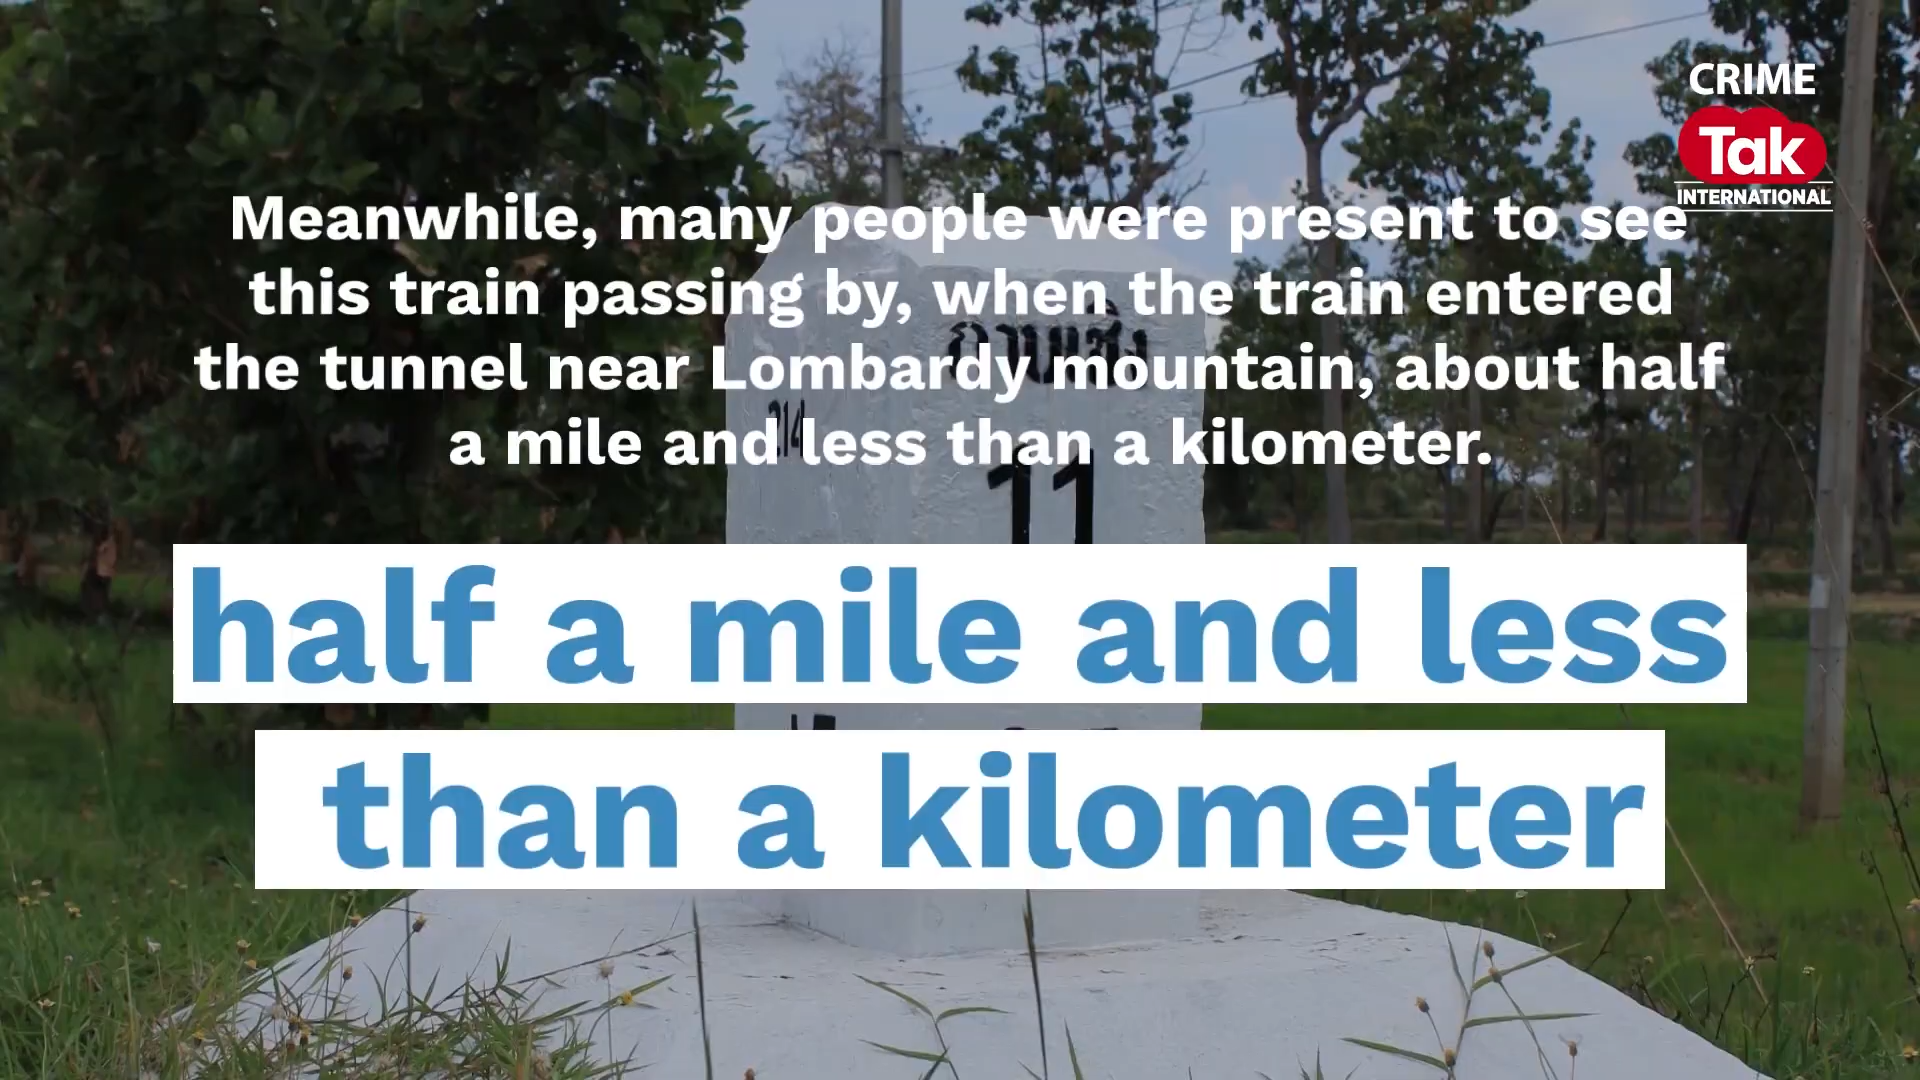 CRIME
Tak
INTERNATIONAL
Meanwhile, many people were present to see
this train passing by, when the train entered
the tunnel near Lombardy mountain, about half
a mile and less than a kilometer.
214
11
half a mile and less
than a kilometer